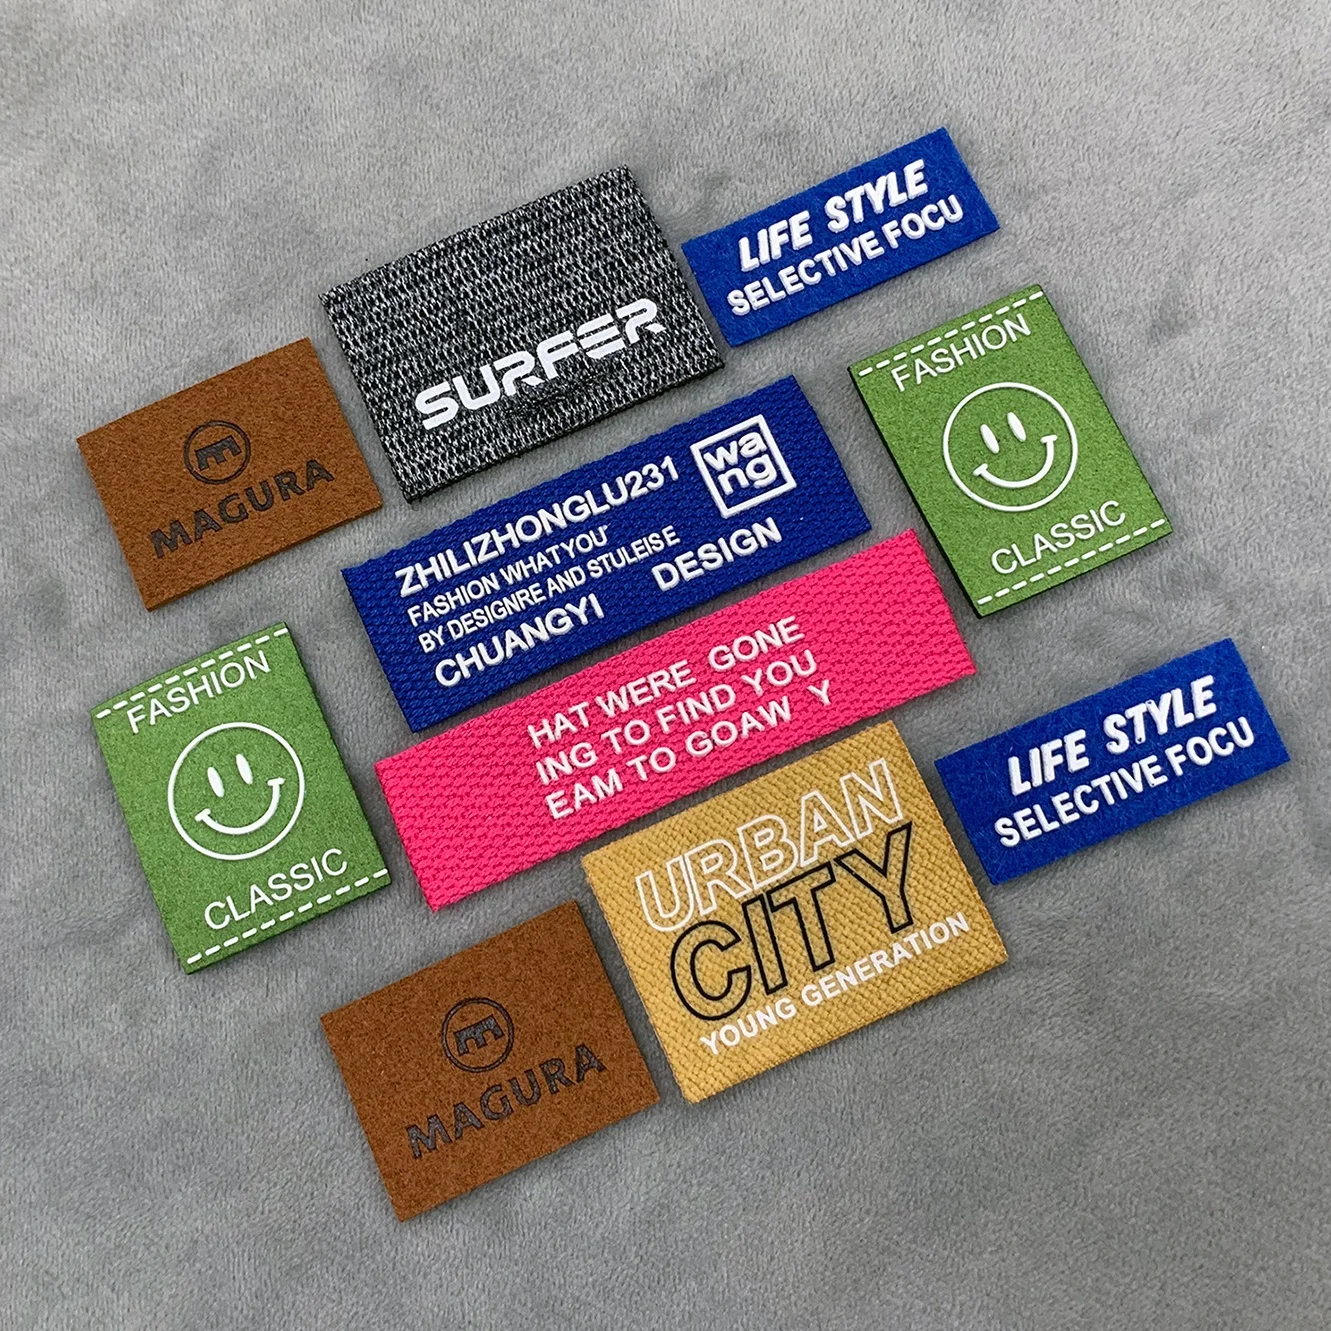 LIFE STYLE
SELECTIVE FOCU
SURFER
FASHION
CLASSIC
MAGURA
wa
ng
ZHILIZHONGLU231
FASHION WHATYOU'
BY DESIGNRE AND STULEISE
CHUANGYI DESIGN
HAT WERE GONE
ING TO FIND YOU
EAM TO GOAW Y
FASHION
CLASSIC
LIFE STYLE
SELECTIVE FOCU
URBAN
CITY
YOUNG GENERATION
MAGURA